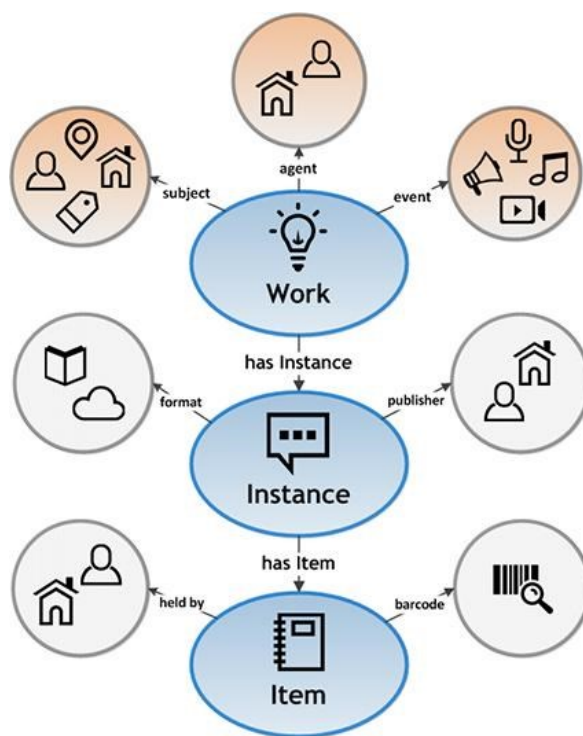 agent
subject
event
Work
has Instance
format
publisher
Instance
has Item
held by
barcode
Item